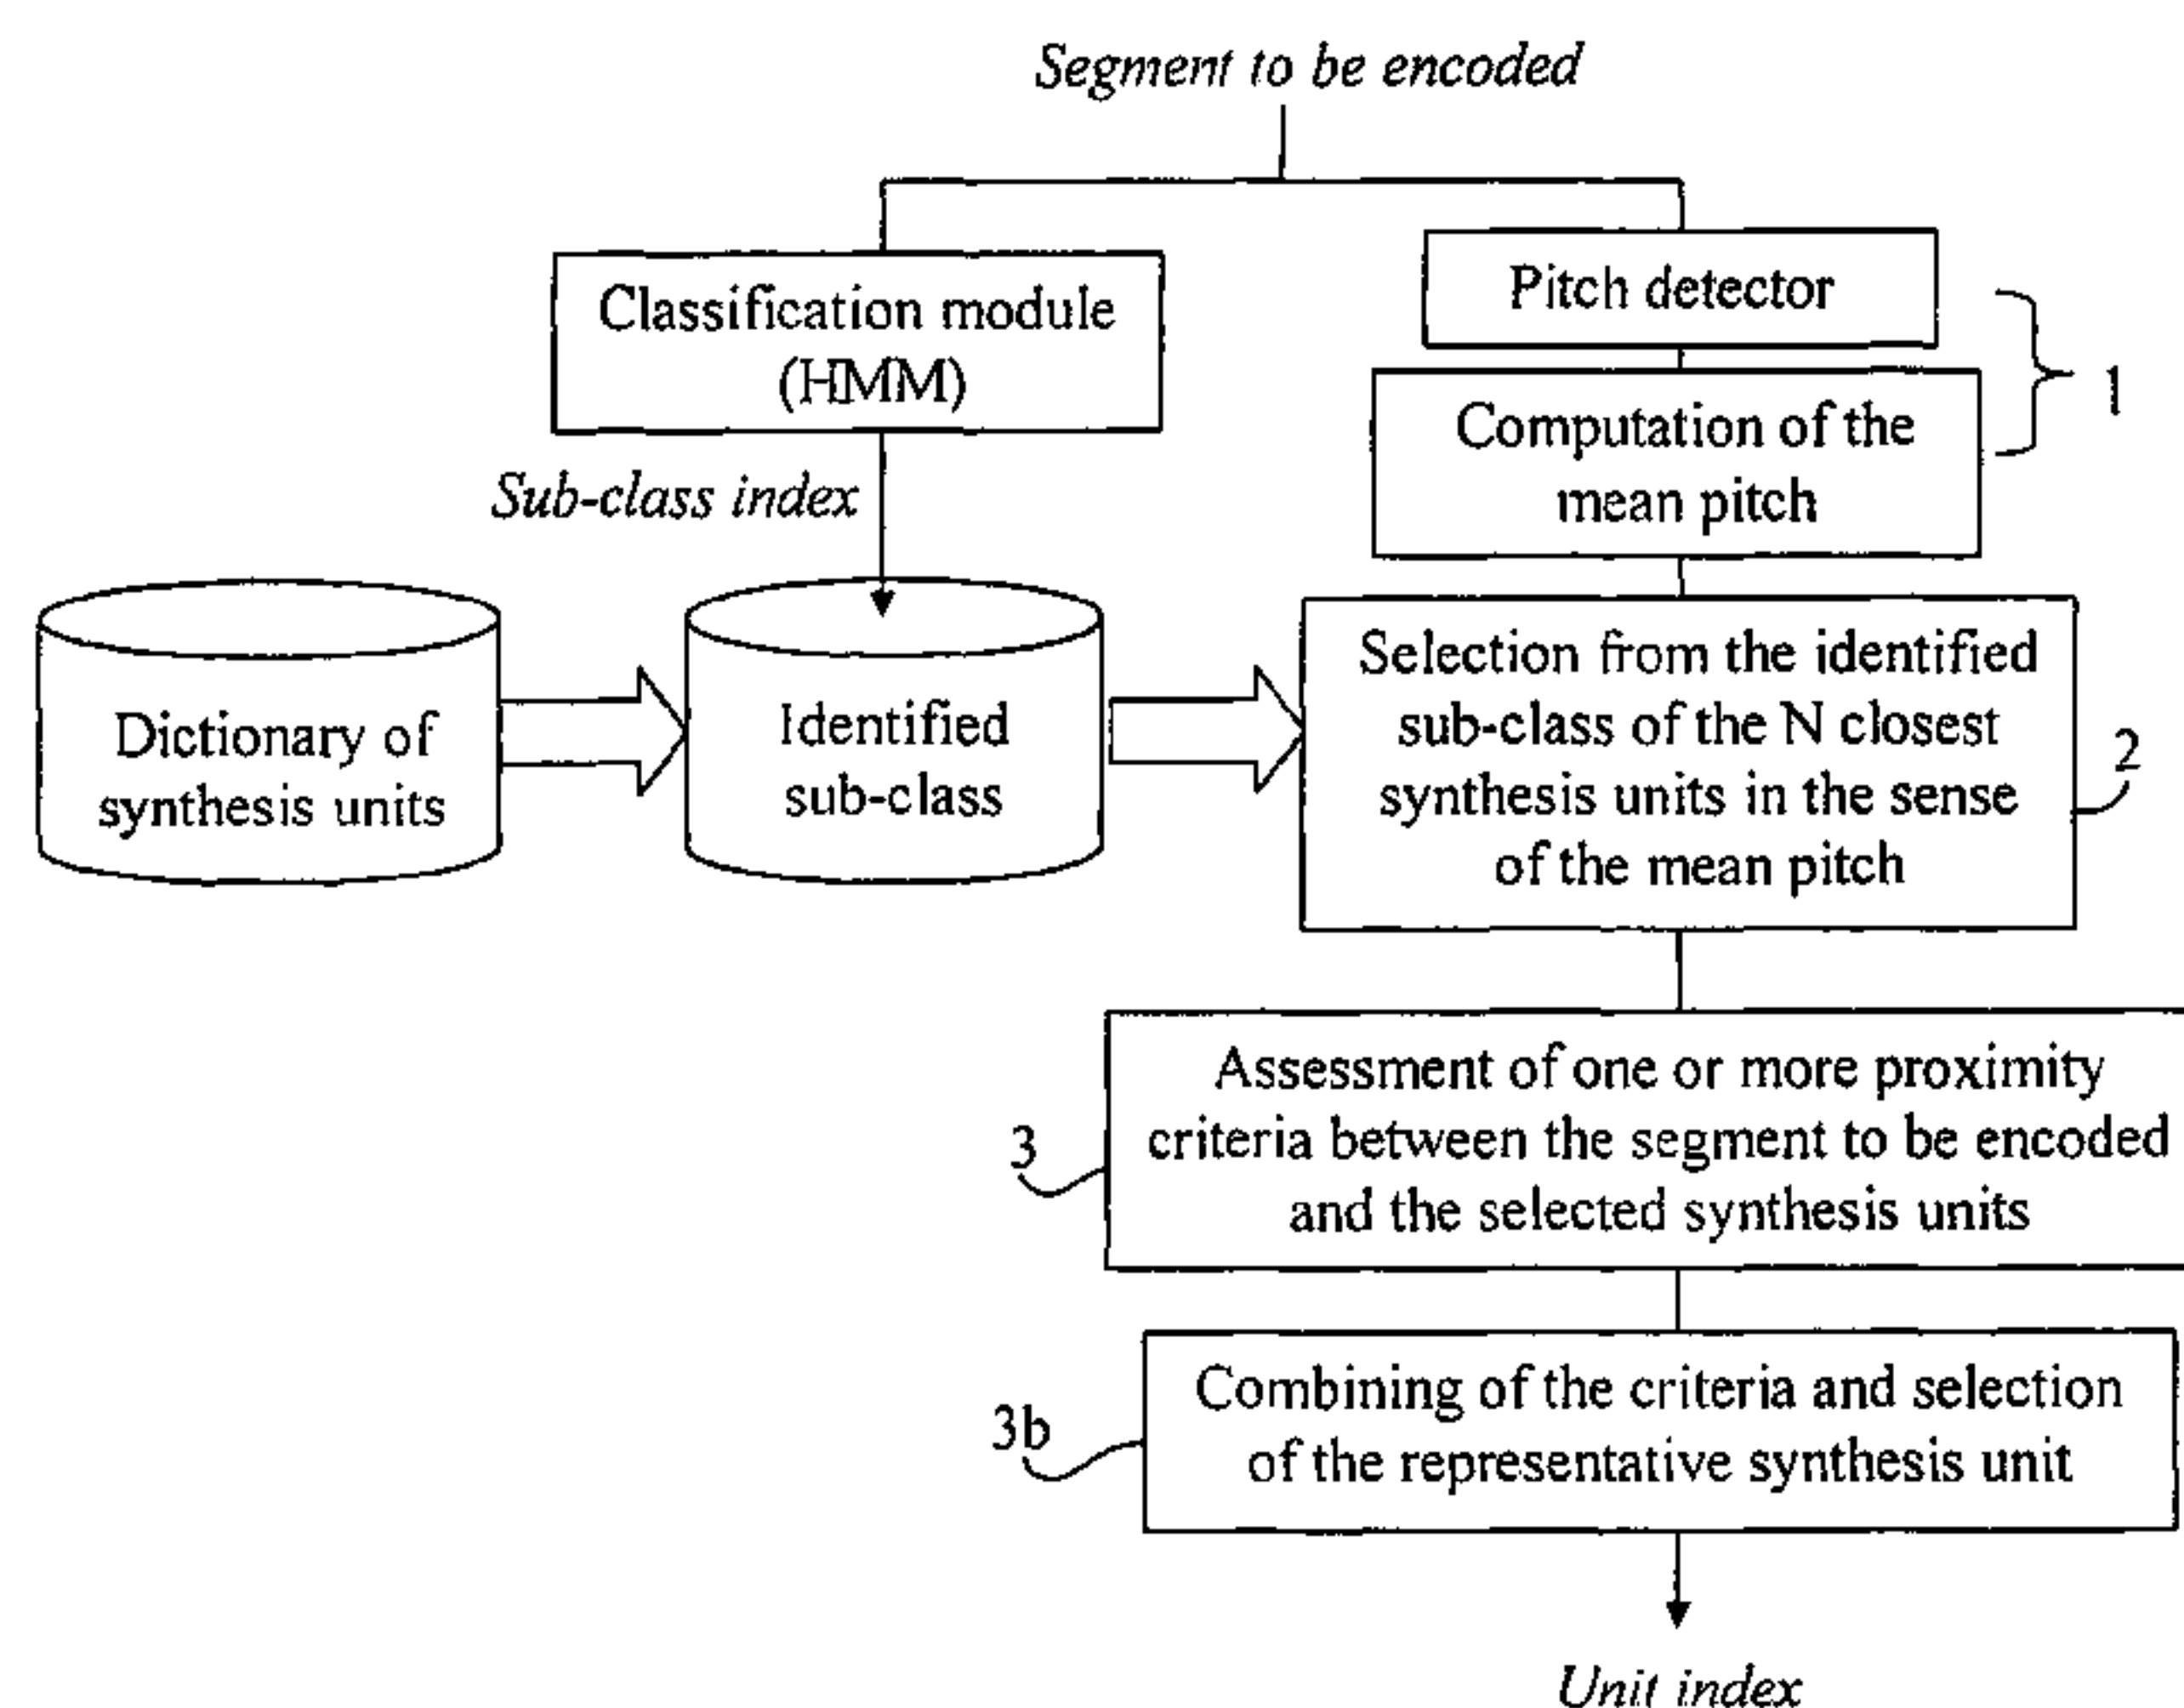 Segment to be encoded
Classification module
(HMM)
Pitch detector
Computation of the
mean pitch
1
Sub-class index
Dictionary of
synthesis units
Identified
sub-class
Selection from the identified
sub-class of the N closest
synthesis units in the sense
of the mean pitch
2
Assessment of one or more proximity
criteria between the segment to be encoded
and the selected synthesis units
3
Combining of the criteria and selection
of the representative synthesis unit
3b
Unit index